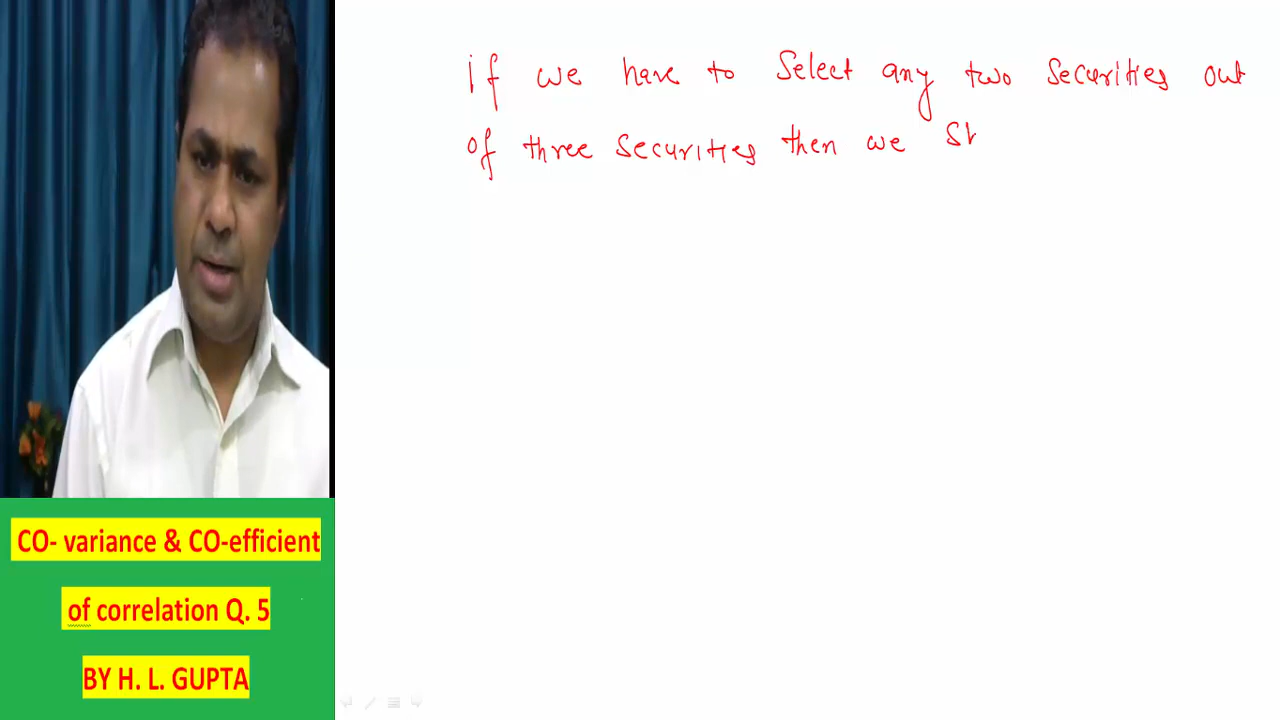 if we have to select any two securities out
of three securities then we
CO- variance & CO-efficient
of correlation Q. 5
BY H. L. GUPTA